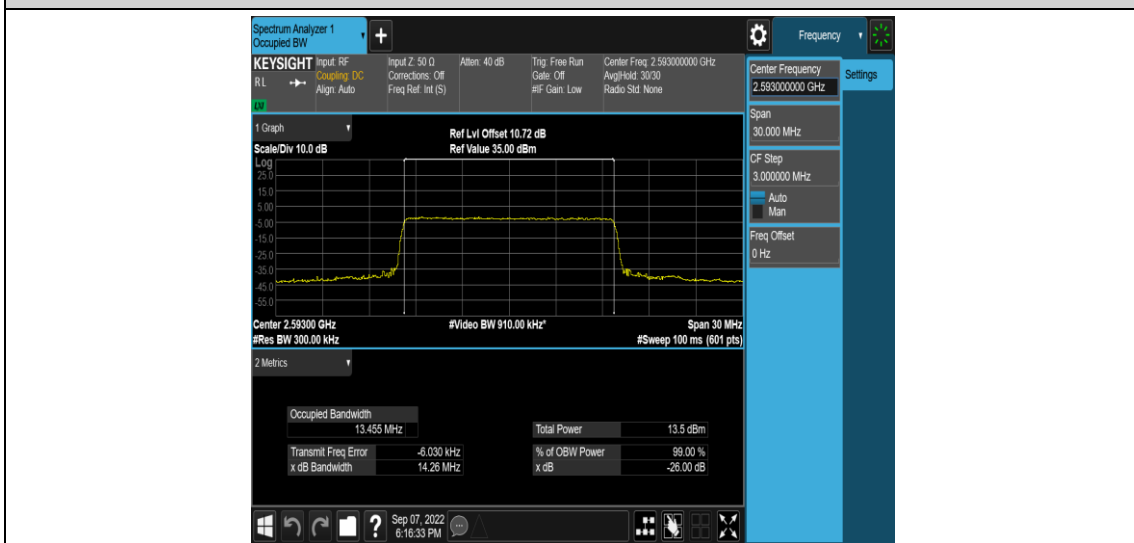 Spectrum Analyzer 1
Occupied BW
+
Frequency
KEYSIGHT
RL
LXI
Input: RF
Coupling: DC
Align: Auto
Input Z: 50 Ω
Corrections: Off
Freq Ref: Int (S)
Atten: 40 dB
Trig: Free Run
Gate: Off
#IF Gain: Low
Center Freq: 2.593000000 GHz
Avg|Hold: 30/30
Radio Std: None
Center Frequency
2.593000000 GHz
Settings
Span
30.000 MHz
CF Step
3.000000 MHz
Auto
Man
Freq Offset
0 Hz
1 Graph
Ref Lvl Offset 10.72 dB
Scale/Div 10.0 dB
Ref Value 35.00 dBm
Log
25.0
15.0
5.00
-5.00
-15.0
-25.0
-35.0
-45.0
-55.0
Center 2.59300 GHz
#Video BW 910.00 kHz*
Span 30 MHz
#Res BW 300.00 kHz
#Sweep 100 ms (601 pts)
2 Metrics
Occupied Bandwidth
13.455 MHz
Total Power 13.5 dBm
Transmit Freq Error -6.030 kHz
% of OBW Power 99.00 %
x dB Bandwidth 14.26 MHz
x dB -26.00 dB
?
Sep 07, 2022
6:16:33 PM